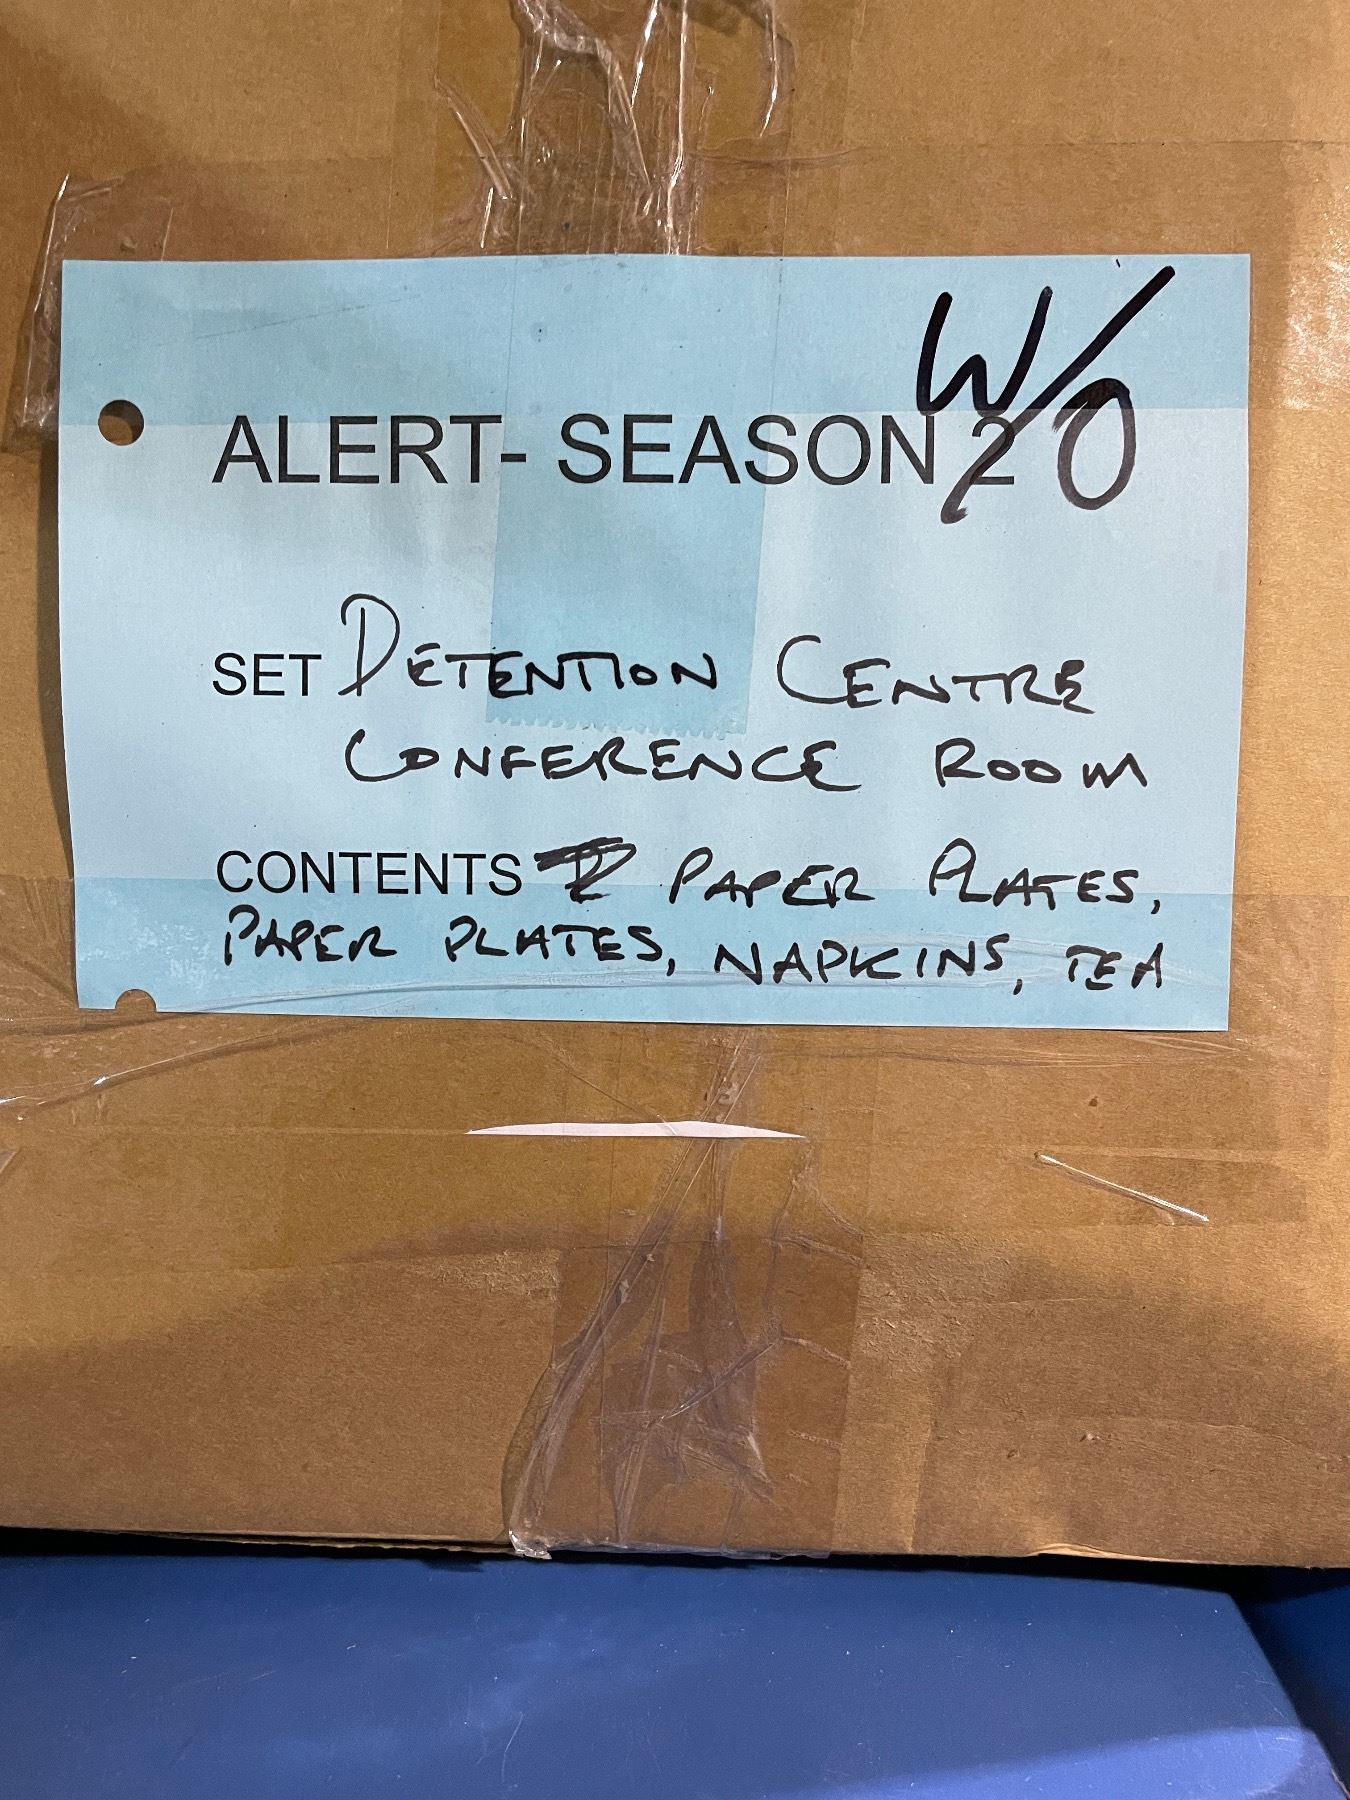 W/O
ALERT- SEASON 2
SET DETENTION CENTRE
CONFERENCE ROOM
CONTENTS PAPER PLATES,
PAPER PLATES, NAPKINS, TEA